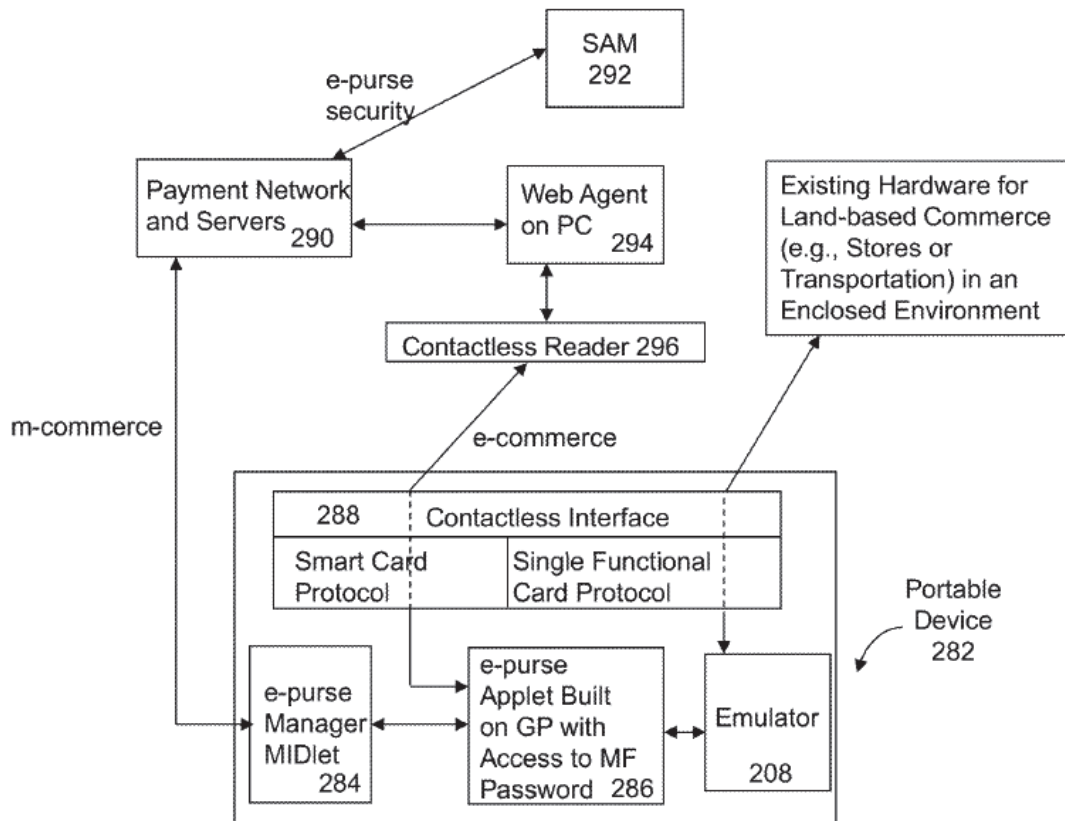 SAM
292
e-purse
security
Payment Network
and Servers
290
Web Agent
on PC
294
Existing Hardware for
Land-based Commerce
(e.g., Stores or
Transportation) in an
Enclosed Environment
Contactless Reader 296
m-commerce
e-commerce
288 Contactless Interface
Smart Card
Protocol
Single Functional
Card Protocol
Portable
Device
282
e-purse
Manager
MIDlet
284
e-purse
Applet Built
on GP with
Access to MF
Password 286
Emulator
208